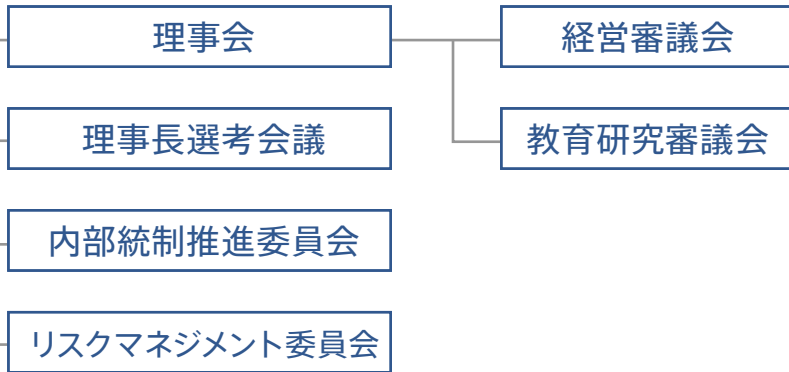 理事会
経営審議会
理事長選考会議
教育研究審議会
内部統制推進委員会
リスクマネジメント委員会